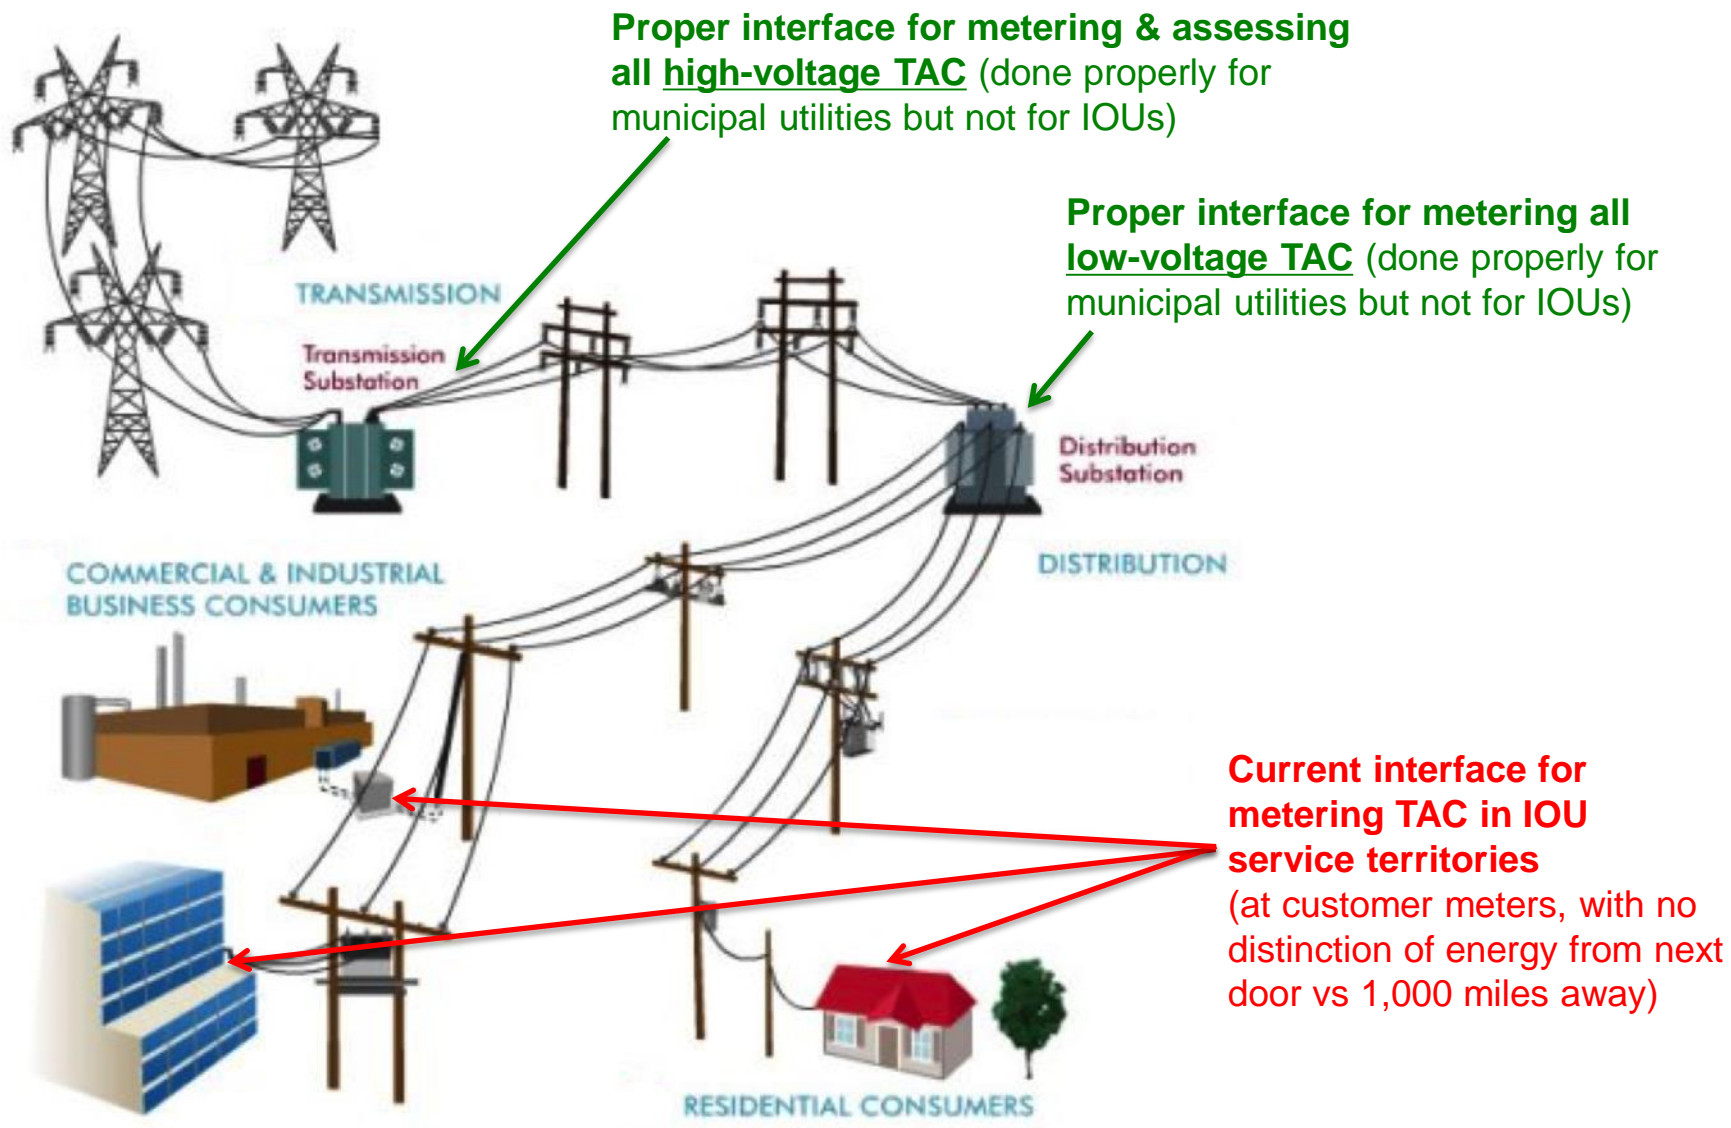 Proper interface for metering & assessing
all high-voltage TAC (done properly for
municipal utilities but not for IOUs)
Proper interface for metering all
low-voltage TAC (done properly for
municipal utilities but not for IOUs)
TRANSMISSION
Transmission
Substation
Distribution
Substation
DISTRIBUTION
COMMERCIAL & INDUSTRIAL
BUSINESS CONSUMERS
Current interface for
metering TAC in IOU
service territories
(at customer meters, with no
distinction of energy from next
door vs 1,000 miles away)
RESIDENTIAL CONSUMERS